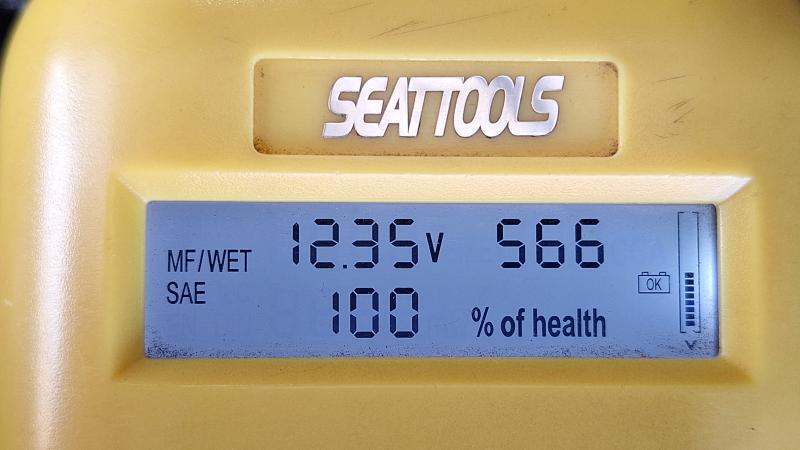 SEATTOOLS
MF/WET 12.35V 566
SAE 100 % of health
OK
V